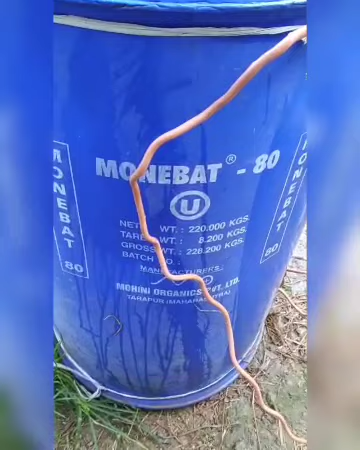 MONEBAT® - 80
U
NETT WT. : 220.000 KGS.
TARE WT. : 8.200 KGS.
GROSS WT. : 228.200 KGS.
BATCH NO. :
MANUFACTURERS
MOHINI ORGANICS PVT. LTD.
TARAPUR (MAHARASHTRA)
MONEBAT 80
MONEBAT 80